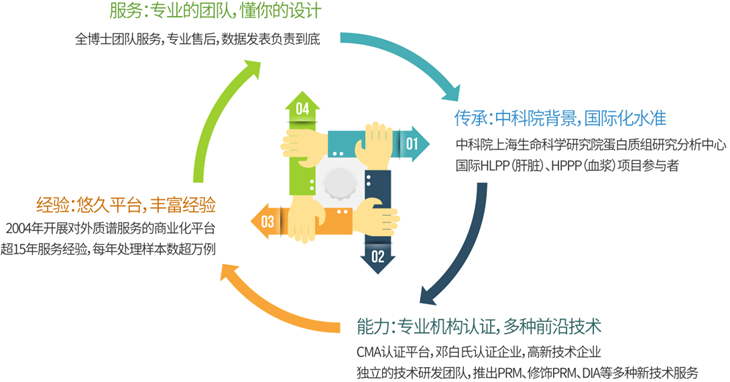 服务：专业的团队，懂你的设计
全博士团队服务，专业售后，数据发表负责到底
04
传承：中科院背景，国际化水准
01
中科院上海生命科学研究院蛋白质组研究分析中心
国际HLPP（肝脏）、HPPP（血浆）项目参与者
经验：悠久平台，丰富经验
03
2004年开展对外质谱服务的商业化平台
超15年服务经验，每年处理样本数超万例
02
能力：专业机构认证，多种前沿技术
CMA认证平台，邓白氏认证企业，高新技术企业
独立的技术研发团队，推出PRM、修饰PRM、DIA等多种新技术服务